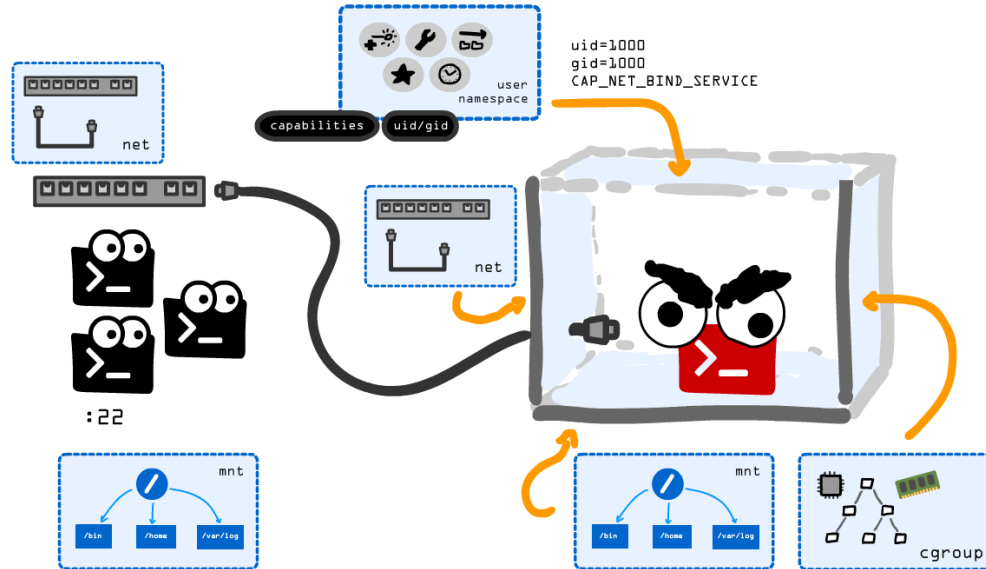 user
namespace
capabilities
uid/gid
uid=1000
gid=1000
CAP_NET_BIND_SERVICE
net
net
>_
>_
>_
>_
:22
mnt
/
/bin
/home
/var/log
mnt
/
/bin
/home
/var/log
cgroup